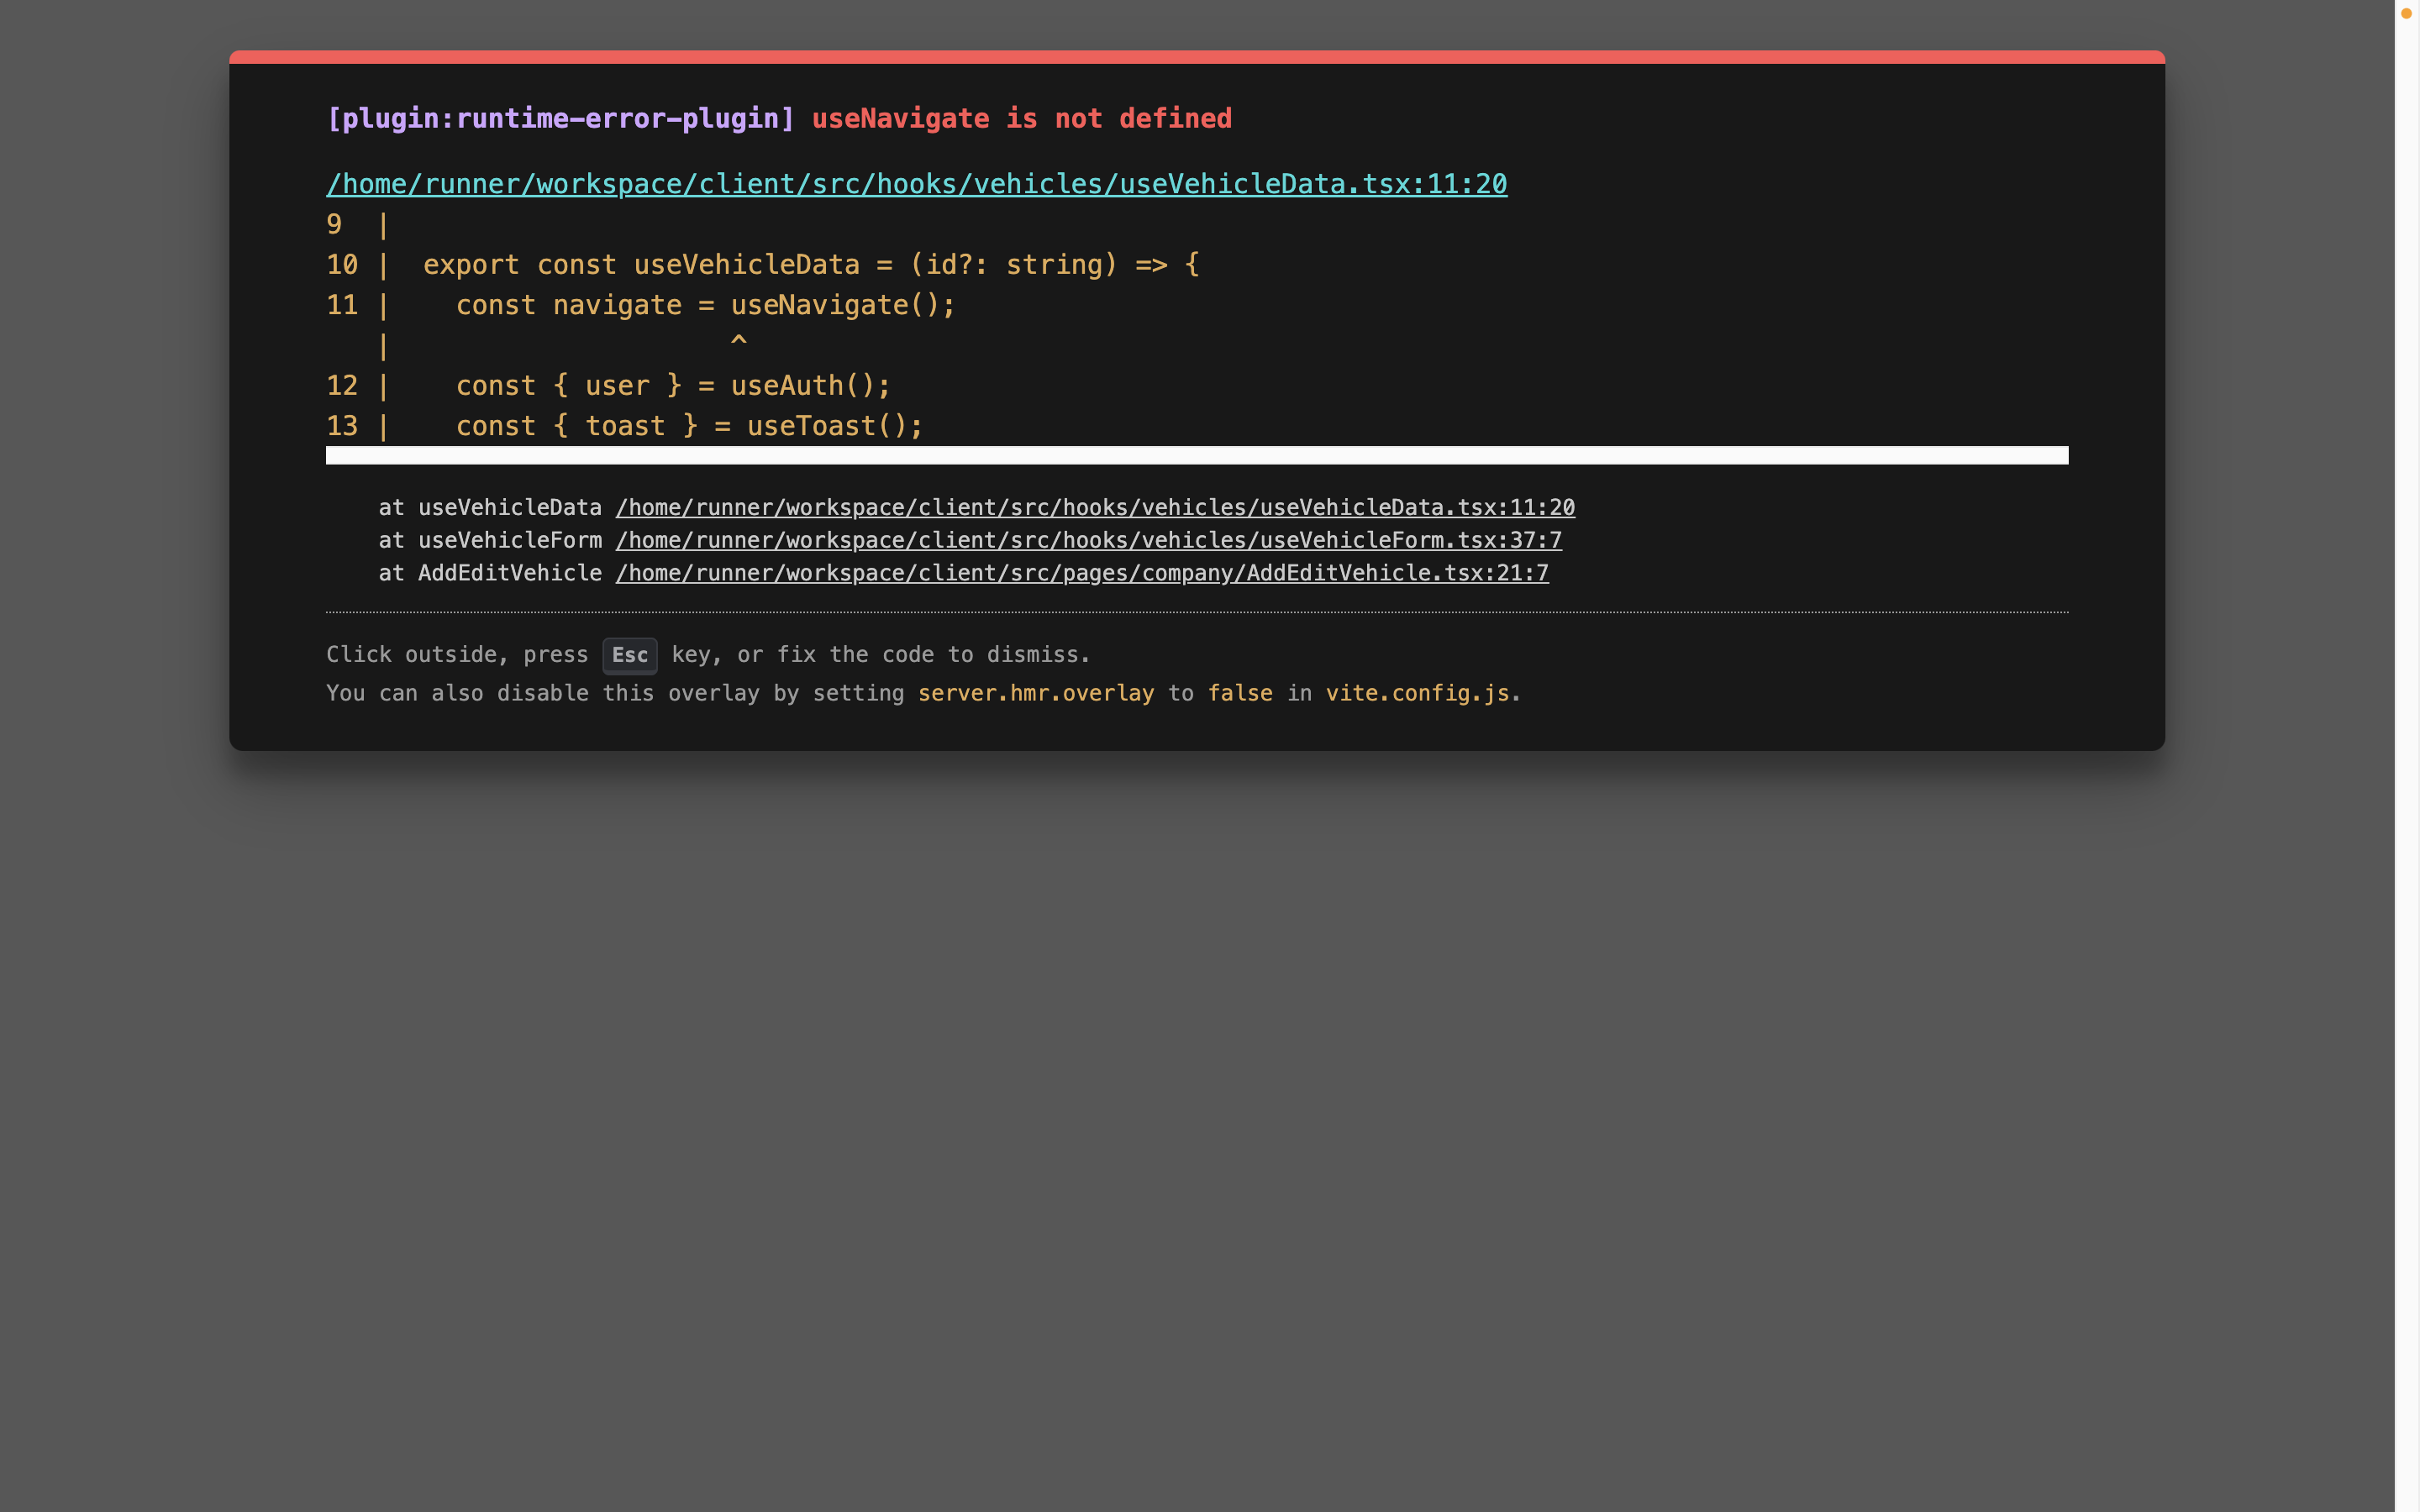 [plugin:runtime-error-plugin] useNavigate is not defined
/home/runner/workspace/client/src/hooks/vehicles/useVehicleData.tsx:11:20
9  |
10 |  export const useVehicleData = (id?: string) => {
11 |    const navigate = useNavigate();
   |                     ^
12 |    const { user } = useAuth();
13 |    const { toast } = useToast();
at useVehicleData /home/runner/workspace/client/src/hooks/vehicles/useVehicleData.tsx:11:20
at useVehicleForm /home/runner/workspace/client/src/hooks/vehicles/useVehicleForm.tsx:37:7
at AddEditVehicle /home/runner/workspace/client/src/pages/company/AddEditVehicle.tsx:21:7
Click outside, press Esc key, or fix the code to dismiss.
You can also disable this overlay by setting server.hmr.overlay to false in vite.config.js.